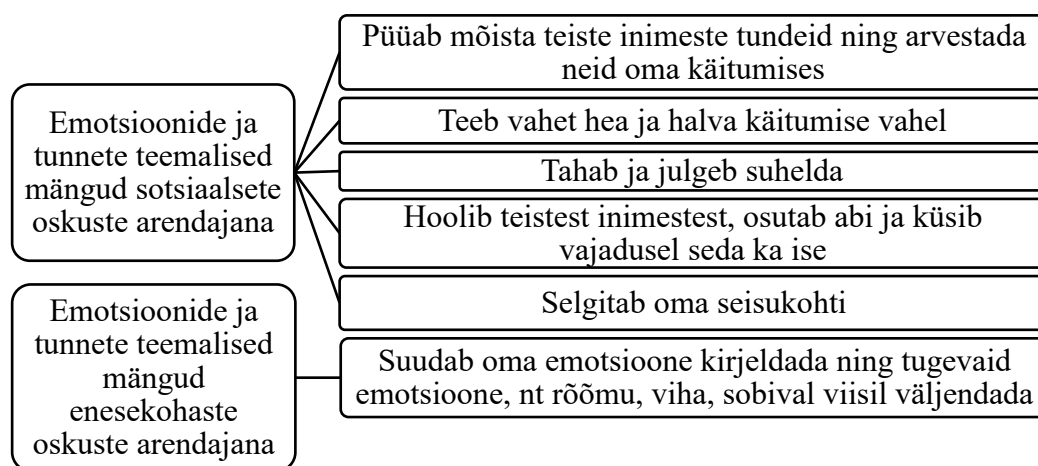 Emotsioonide ja
tunnete teemalised
mängud sotsiaalsete
oskuste arendajana
Püüab mõista teiste inimeste tundeid ning arvestada
neid oma käitumises
Teeb vahet hea ja halva käitumise vahel
Tahab ja julgeb suhelda
Hoolib teistest inimestest, osutab abi ja küsib
vajadusel seda ka ise
Selgitab oma seisukohti
Emotsioonide ja
tunnete teemalised
mängud
enesekohaste
oskuste arendajana
Suudab oma emotsioone kirjeldada ning tugevaid
emotsioone, nt rõõmu, viha, sobival viisil väljendada